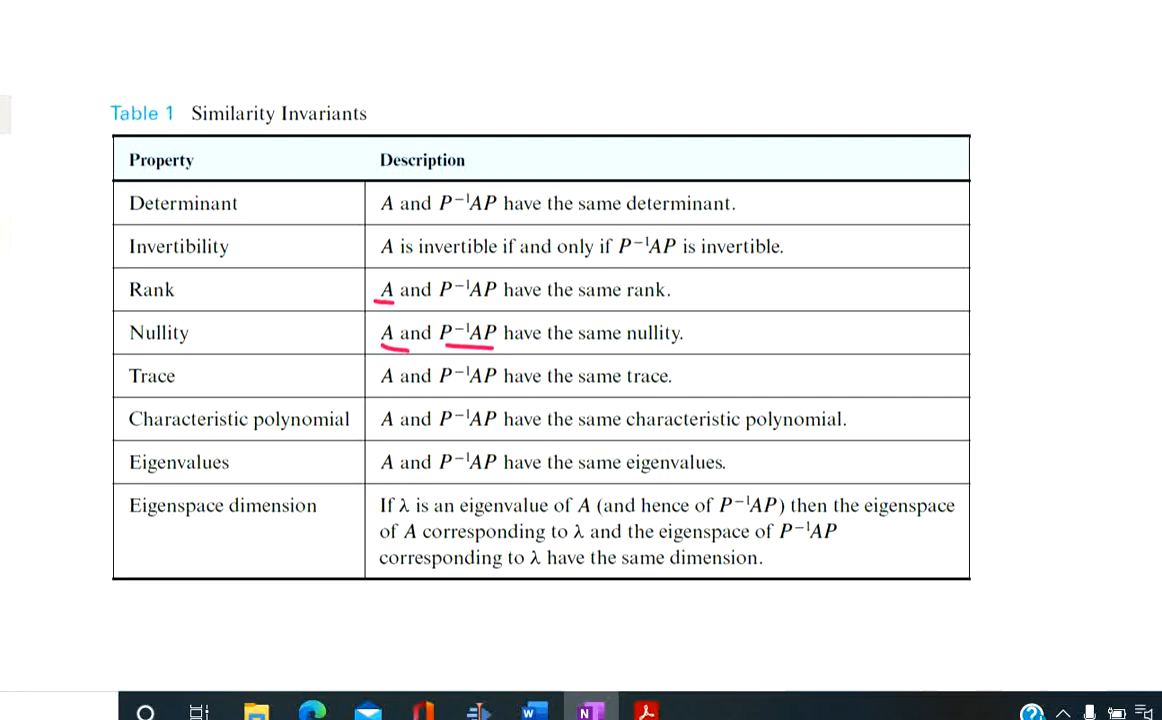 Table 1 Similarity Invariants
Property Description
Determinant A and P⁻¹AP have the same determinant.
Invertibility A is invertible if and only if P⁻¹AP is invertible.
Rank A and P⁻¹AP have the same rank.
Nullity A and P⁻¹AP have the same nullity.
Trace A and P⁻¹AP have the same trace.
Characteristic polynomial A and P⁻¹AP have the same characteristic polynomial.
Eigenvalues A and P⁻¹AP have the same eigenvalues.
Eigenspace dimension If λ is an eigenvalue of A (and hence of P⁻¹AP) then the eigenspace
of A corresponding to λ and the eigenspace of P⁻¹AP
corresponding to λ have the same dimension.
W N ?